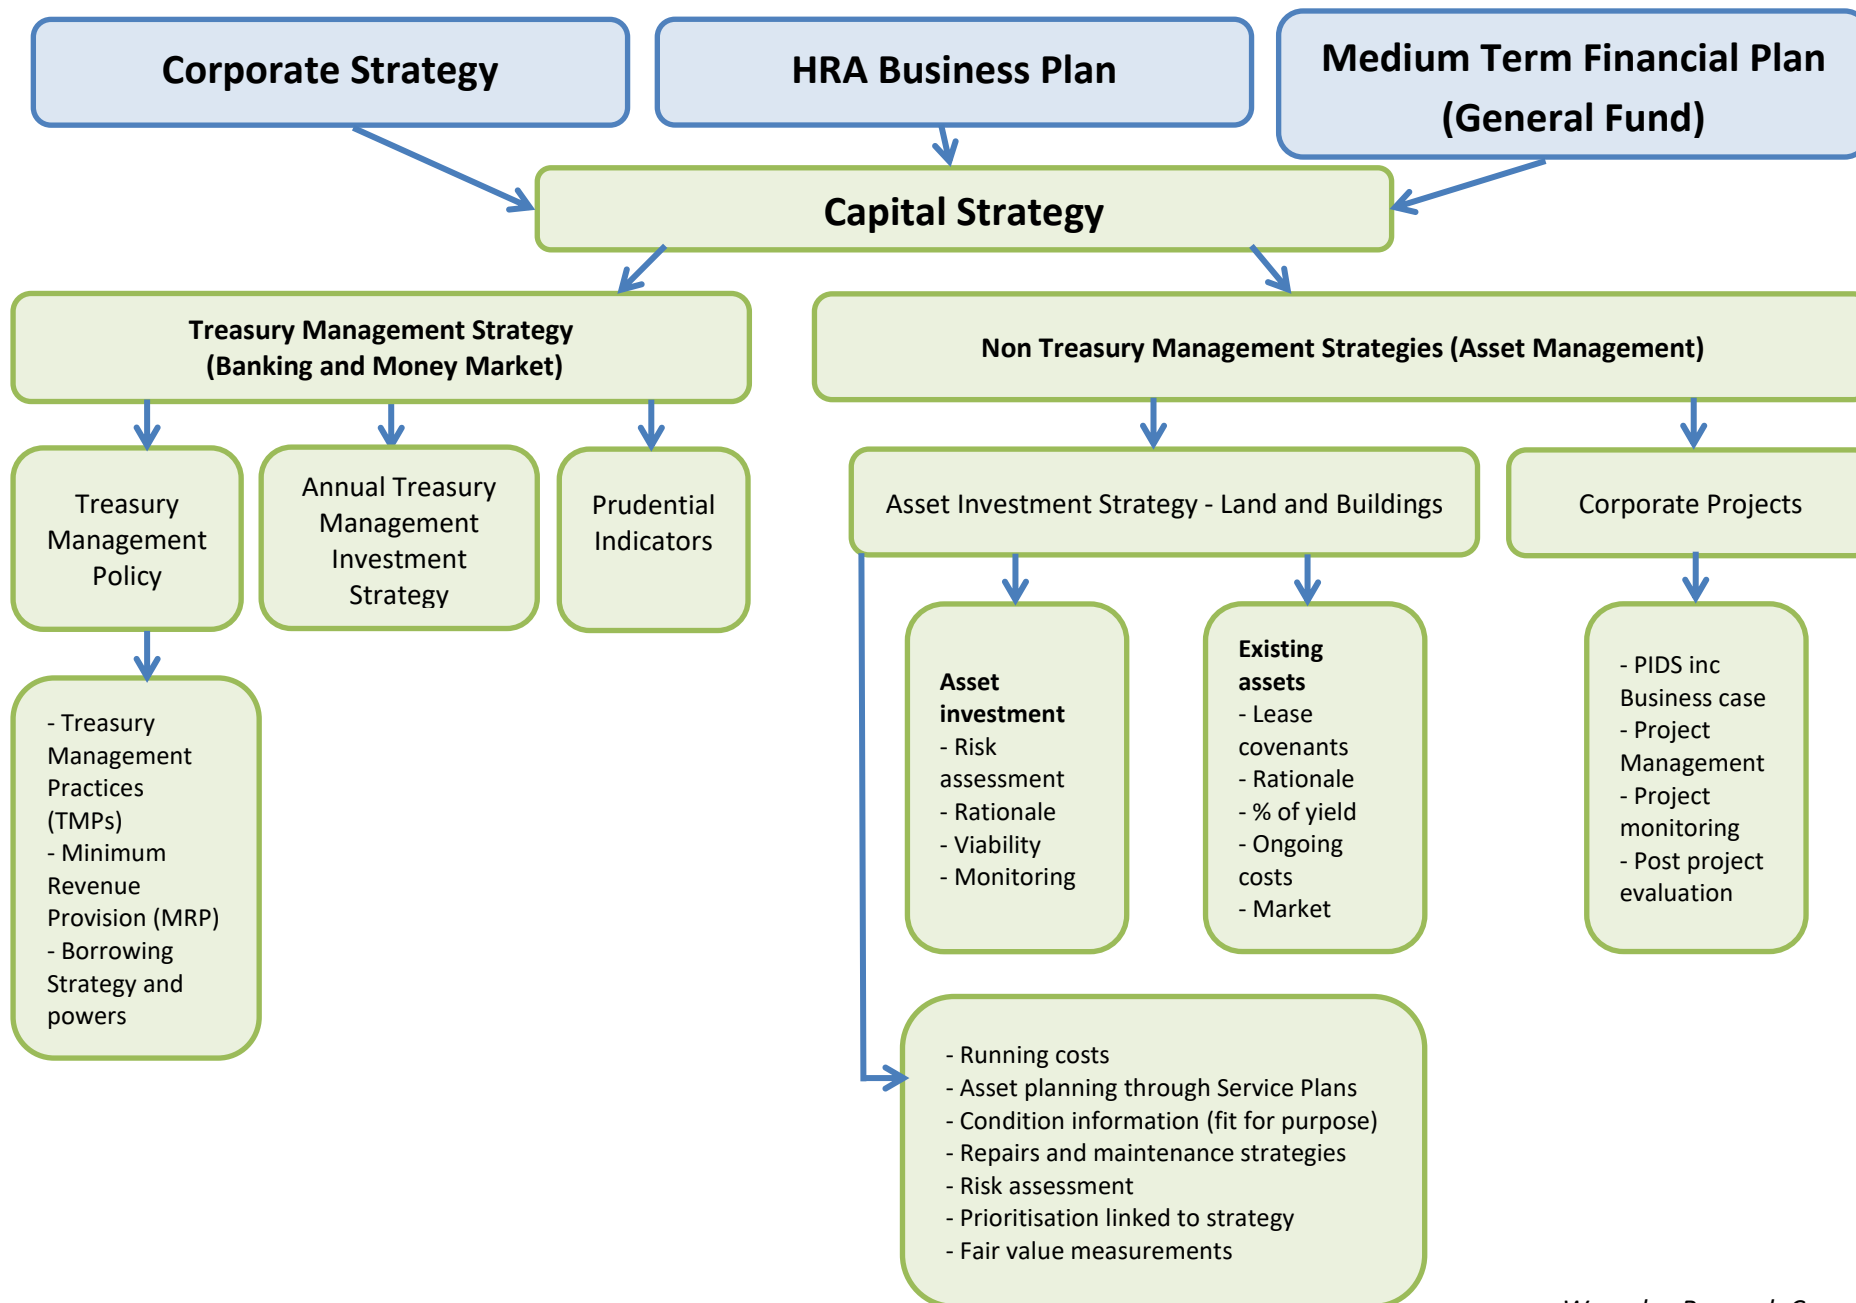 Corporate Strategy
HRA Business Plan
Medium Term Financial Plan
(General Fund)
Capital Strategy
Treasury Management Strategy
(Banking and Money Market)
Non Treasury Management Strategies (Asset Management)
Treasury
Management
Policy
Annual Treasury
Management
Investment
Strategy
Prudential
Indicators
Asset Investment Strategy - Land and Buildings
Corporate Projects
- Treasury
Management
Practices
(TMPs)
- Minimum
Revenue
Provision (MRP)
- Borrowing
Strategy and
powers
Asset
investment
- Risk
assessment
- Rationale
- Viability
- Monitoring
Existing
assets
- Lease
covenants
- Rationale
- % of yield
- Ongoing
costs
- Market
- PIDS inc
Business case
- Project
Management
- Project
monitoring
- Post project
evaluation
- Running costs
- Asset planning through Service Plans
- Condition information (fit for purpose)
- Repairs and maintenance strategies
- Risk assessment
- Prioritisation linked to strategy
- Fair value measurements